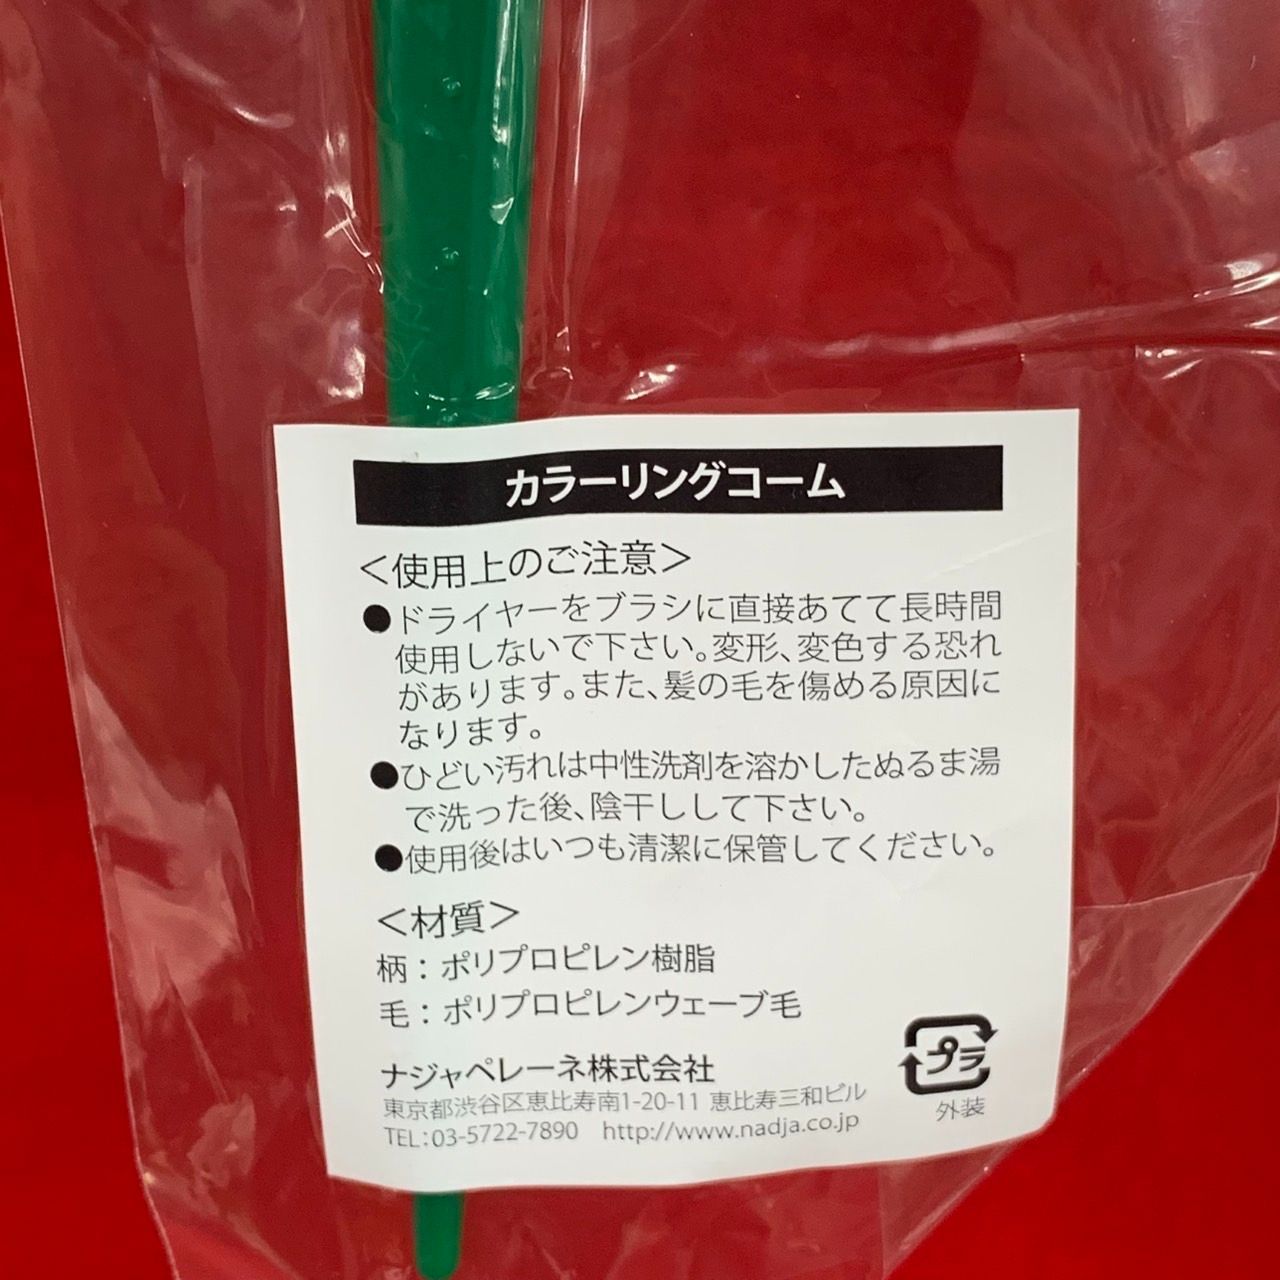 カラーリングコーム
＜使用上のご注意＞
●ドライヤーをブラシに直接あてて長時間
使用しないで下さい。変形、変色する恐れ
があります。また、髪の毛を傷める原因に
なります。
●ひどい汚れは中性洗剤を溶かしたぬるま湯
で洗った後、陰干しして下さい。
●使用後はいつも清潔に保管してください。
＜材質＞
柄：ポリプロピレン樹脂
毛：ポリプロピレンウェーブ毛
ナジャペレーネ株式会社
東京都渋谷区恵比寿南1-20-11 恵比寿三和ビル
TEL：03-5722-7890　http://www.nadja.co.jp
プラ
外装